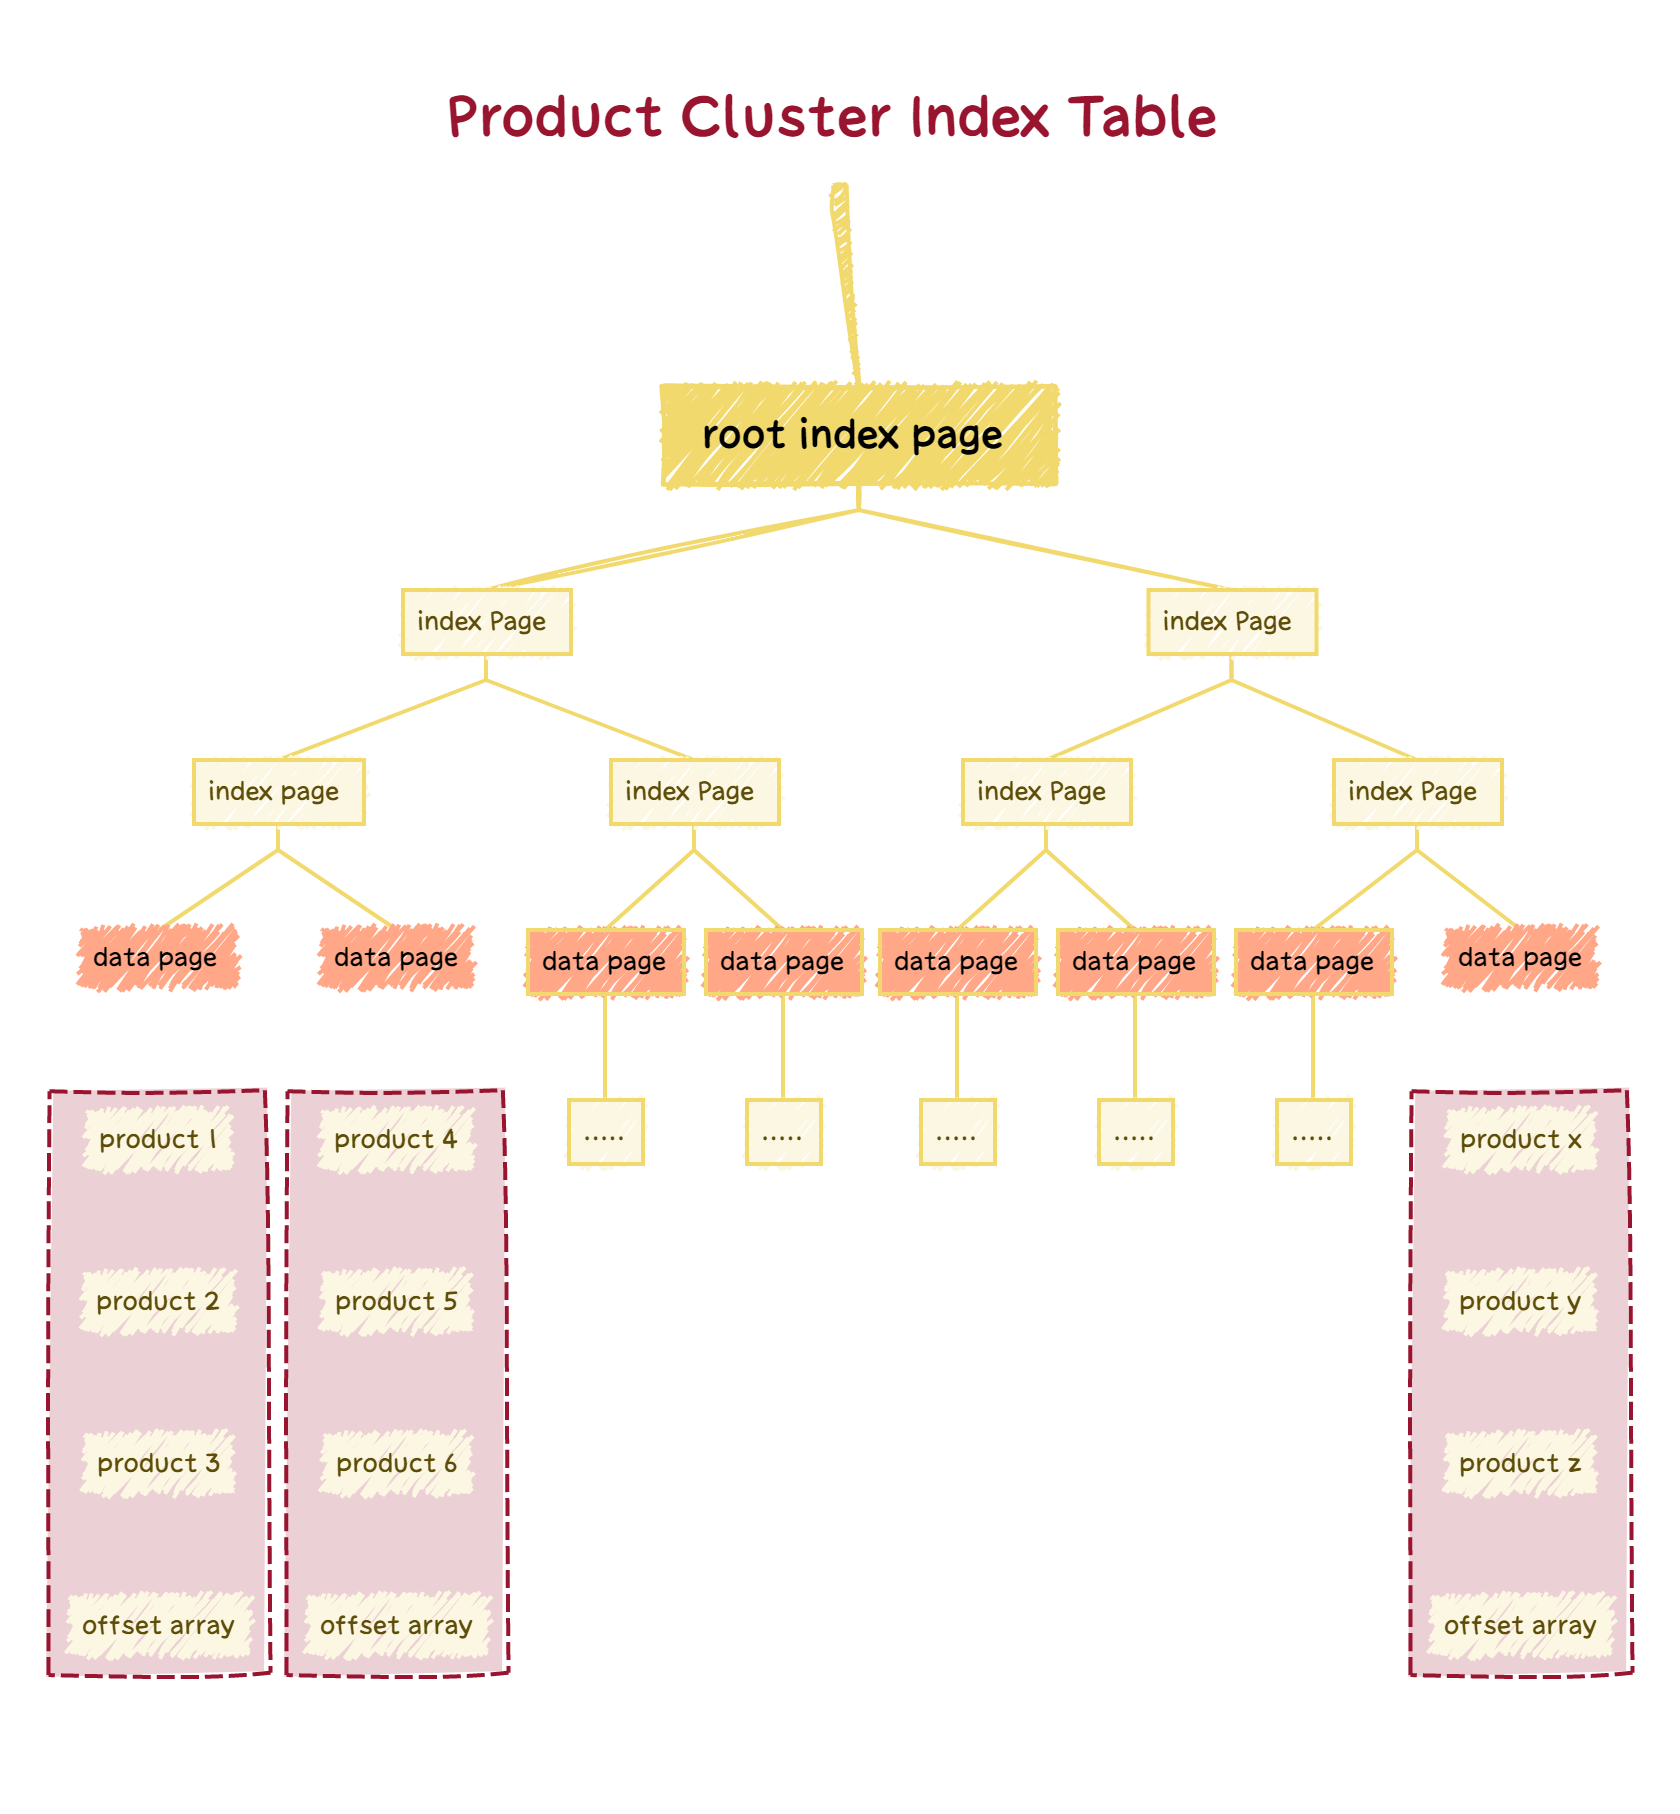 Product Cluster Index Table
root index page
index Page
index Page
index page
index Page
index Page
index Page
data page
data page
data page
data page
data page
data page
data page
data page
product 1
product 4
.....
.....
.....
.....
.....
product x
product 2
product 5
product y
product 3
product 6
product z
offset array
offset array
offset array